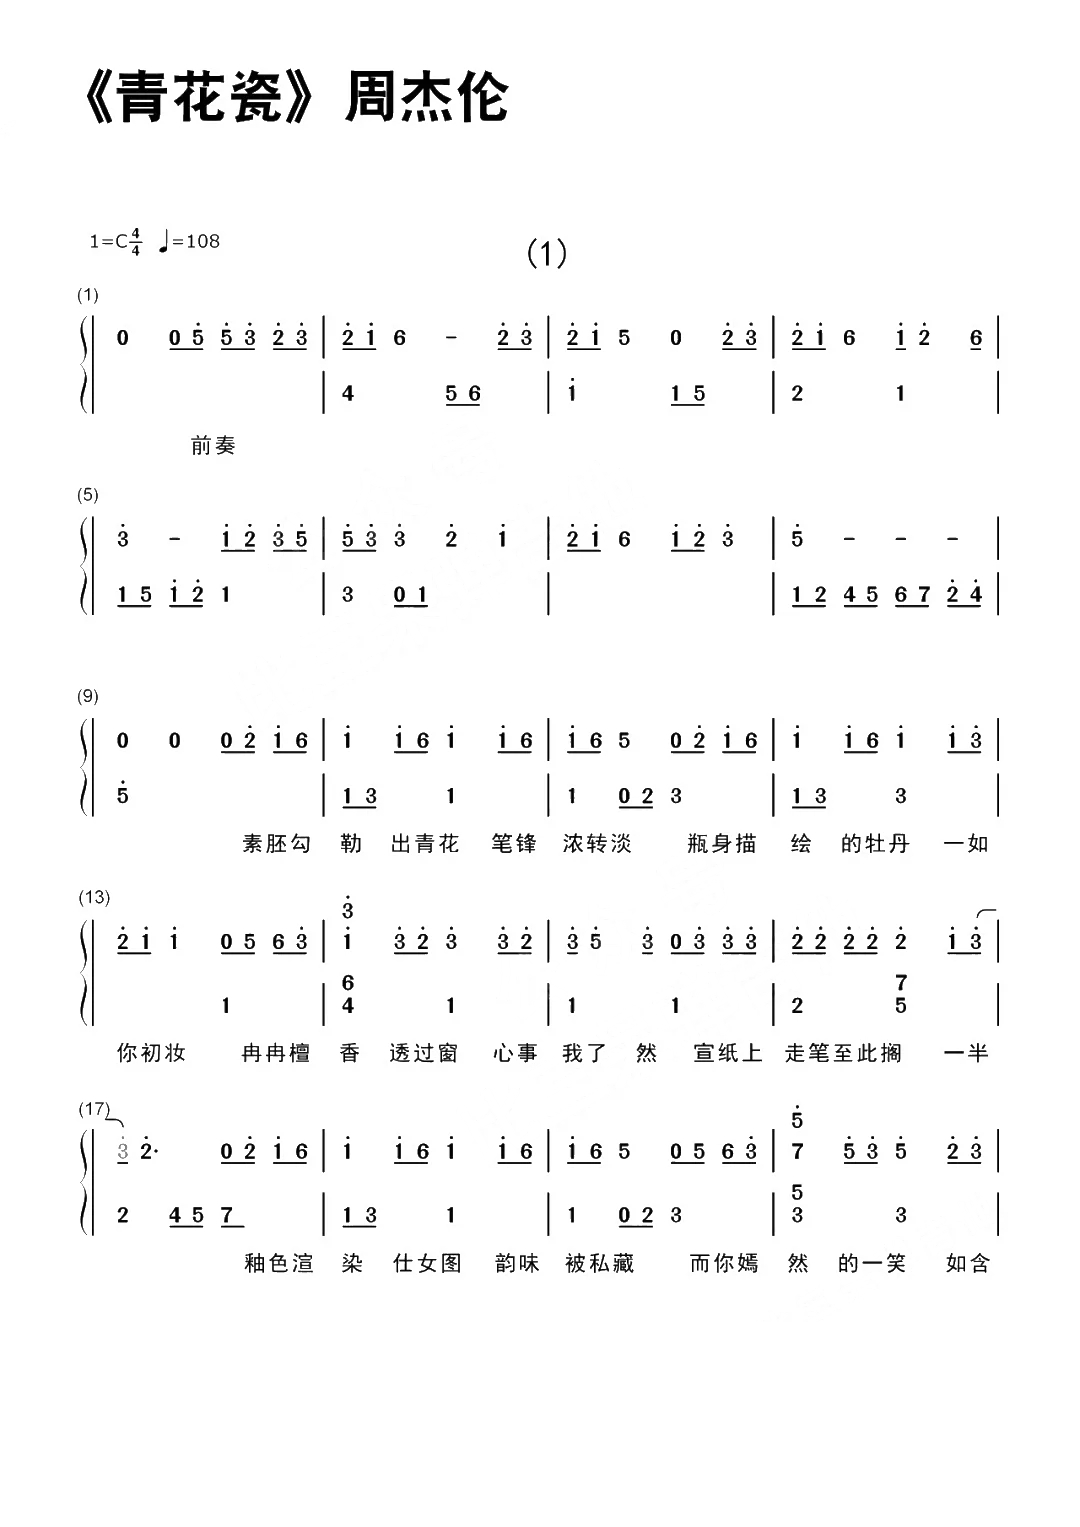 《青花瓷》周杰伦
1=C 4/4 ♩=108
(1)
(1)
0 0 5̇ 5̇ 3̇ 2̇ 3̇ | 2̇ 1̇ 6 - 2̇ 3̇ | 2̇ 1̇ 5 0 2̇ 3̇ | 2̇ 1̇ 6 1̇ 2̇ 6 |
| 4 5 6 | 1̇ 1 5 | 2 1 |
前奏
(5)
3̇ - 1̇ 2̇ 3̇ 5̇ | 5̇ 3̇ 3̇ 2̇ 1̇ | 2̇ 1̇ 6 1̇ 2̇ 3̇ | 5̇ - - - |
1 5 1̇ 2̇ 1 | 3 0 1 | | 1 2 4 5 6 7 2̇ 4̇ |
(9)
0 0 0 2̇ 1̇ 6 | 1̇ 1̇ 6 1̇ 1̇ 6 | 1̇ 6 5 0 2̇ 1̇ 6 | 1̇ 1̇ 6 1̇ 1̇ 3̇ |
5̇ | 1 3 1 | 1 0 2 3 | 1 3 3 |
素胚勾 勒 出青花 笔锋 浓转淡 瓶身描 绘 的牡丹 一如
(13)
3̇
2̇ 1̇ 1̇ 0 5 6 3̇ | 1̇ 3̇ 2̇ 3̇ 3̇ 2̇ | 3̇ 5̇ 3̇ 0 3̇ 3̇ 3̇ | 2̇ 2̇ 2̇ 2̇ 2̇ 1̇ 3̇ |
6 7
1 | 4 1 | 1 1 | 2 5 |
你初妆 冉冉檀 香 透过窗 心事 我了 然 宣纸上 走笔至此搁 一半
(17)
5̇
3̇ 2̇· 0 2̇ 1̇ 6 | 1̇ 1̇ 6 1̇ 1̇ 6 | 1̇ 6 5 0 5 6 3̇ | 7 5̇ 3̇ 5̇ 2̇ 3̇ |
5
2 4 5 7 | 1 3 1 | 1 0 2 3 | 3 3 |
釉色渲 染 仕女图 韵味 被私藏 而你嫣 然 的一笑 如含